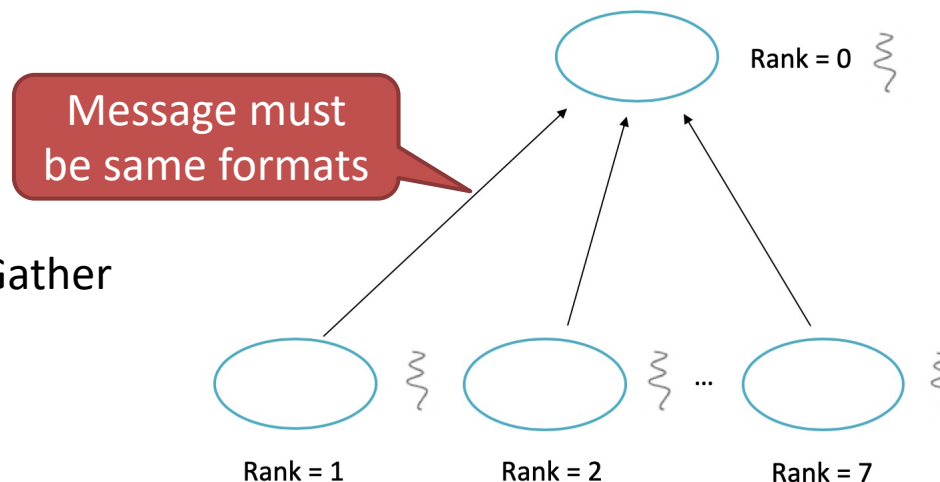 Rank = 0
Message must
be same formats
Gather
...
Rank = 1
Rank = 2
Rank = 7